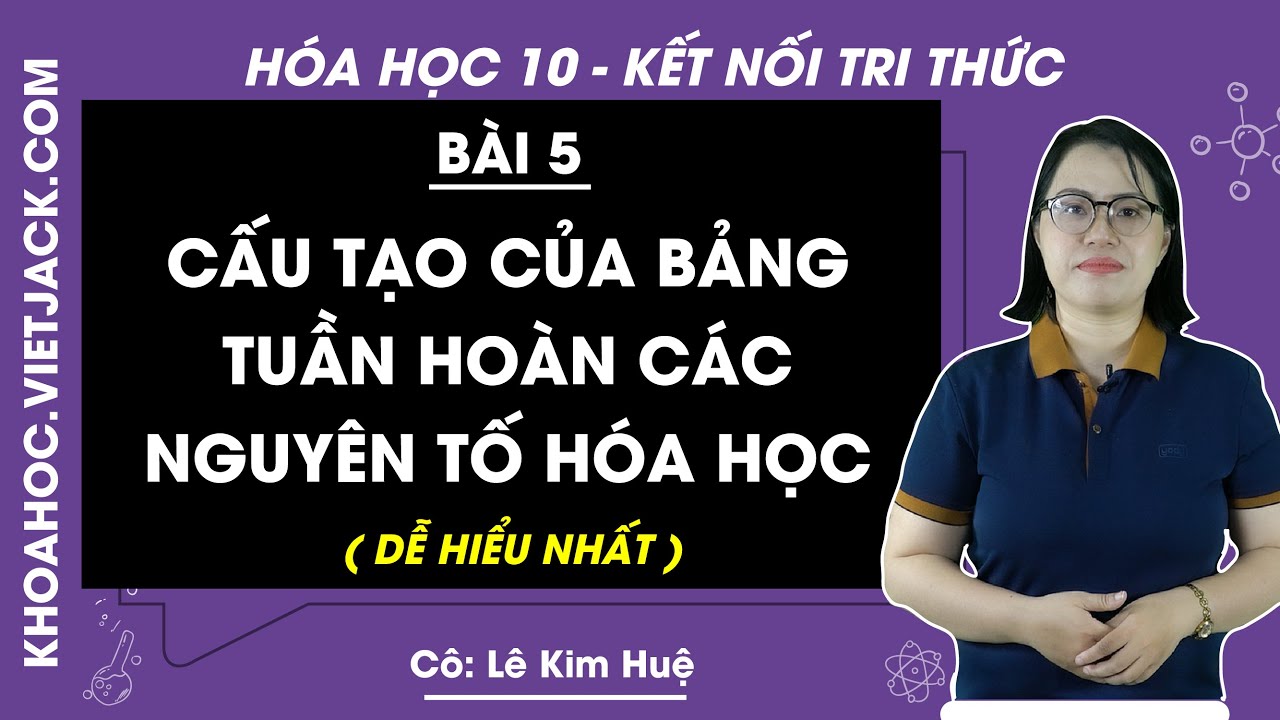 HÓA HỌC 10 - KẾT NỐI TRI THỨC
KHOAHOC.VIETJACK.COM
BÀI 5
CẤU TẠO CỦA BẢNG
TUẦN HOÀN CÁC
NGUYÊN TỐ HÓA HỌC
( DỄ HIỂU NHẤT )
Cô: Lê Kim Huệ
yody